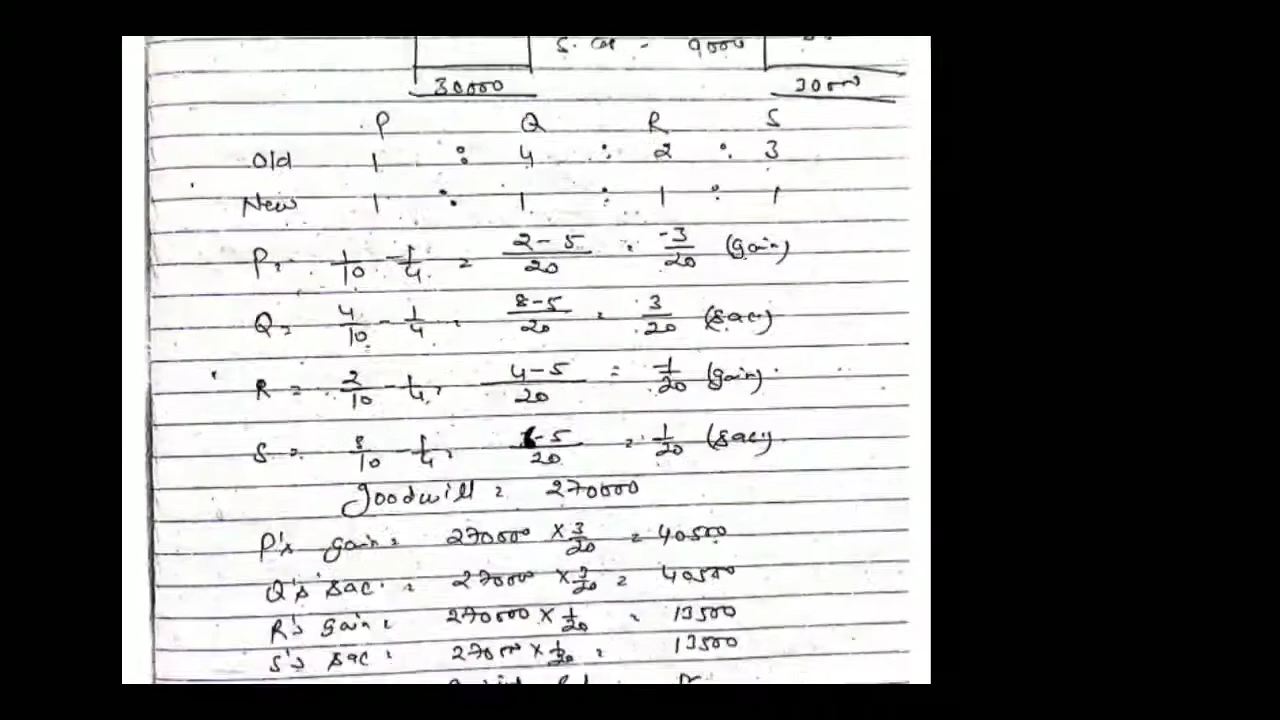 S. Cap - 9000
30000 30000
P Q R S
Old 1 : 4 : 2 : 3
New 1 : 1 : 1 : 1
P = 1/10 - 1/4 = 2-5/20 = -3/20 (gain)
Q = 4/10 - 1/4 = 8-5/20 = 3/20 (sac)
R = 2/10 - 1/4 = 4-5/20 = -1/20 (gain)
S = 3/10 - 1/4 = 6-5/20 = 1/20 (sac)
Goodwill = 270000
P's gain = 270000 × 3/20 = 40500
Q's sac = 270000 × 3/20 = 40500
R's gain = 270000 × 1/20 = 13500
S's sac = 270000 × 1/20 = 13500